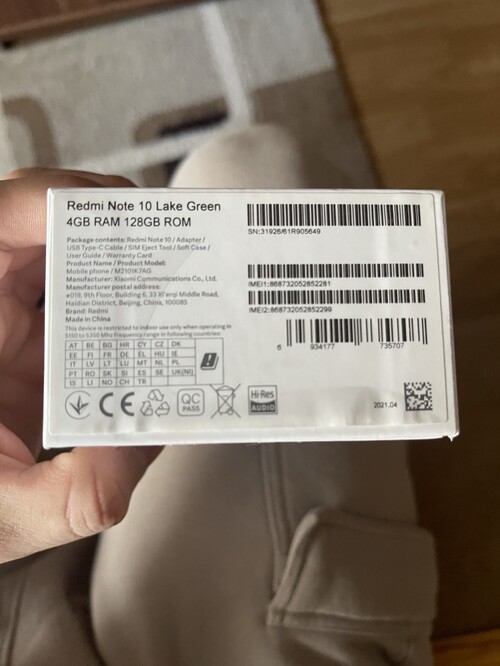 Redmi Note 10 Lake Green
4GB RAM 128GB ROM
Package contents: Redmi Note 10 / Adapter /
USB Type-C Cable / SIM Eject Tool / Soft Case /
User Guide / Warranty Card
Product Name / Product Model:
Mobile phone / M2101K7AG
Manufacturer: Xiaomi Communications Co., Ltd.
Manufacturer postal address:
#019, 9th Floor, Building 6, 33 Xi'erqi Middle Road,
Haidian District, Beijing, China, 100085
Brand: Redmi
Made in China
This device is restricted to indoor use only when operating in
5150 to 5350 MHz frequency range in following countries:
AT BE BG HR CY CZ DK
EE FI FR DE EL HU IE
IT LV LT LU MT NL PL
PT RO SK SI ES SE UK(NI)
IS LI NO CH TR
CE
QC
PASS
Hi-Res
AUDIO
SN:31926/61R905649
IMEI1:868732052852281
IMEI2:868732052852299
6 934177 735707
2021.04